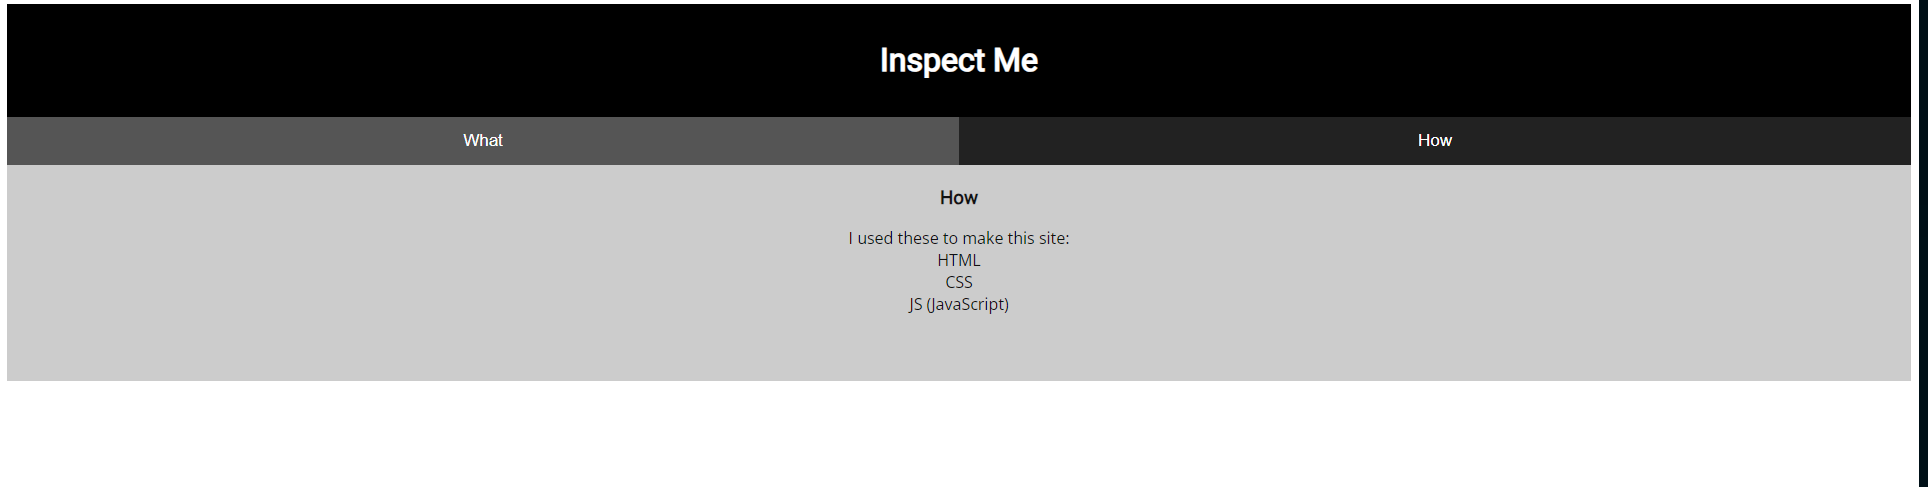 Inspect Me
What
How
How
I used these to make this site:
HTML
CSS
JS (JavaScript)